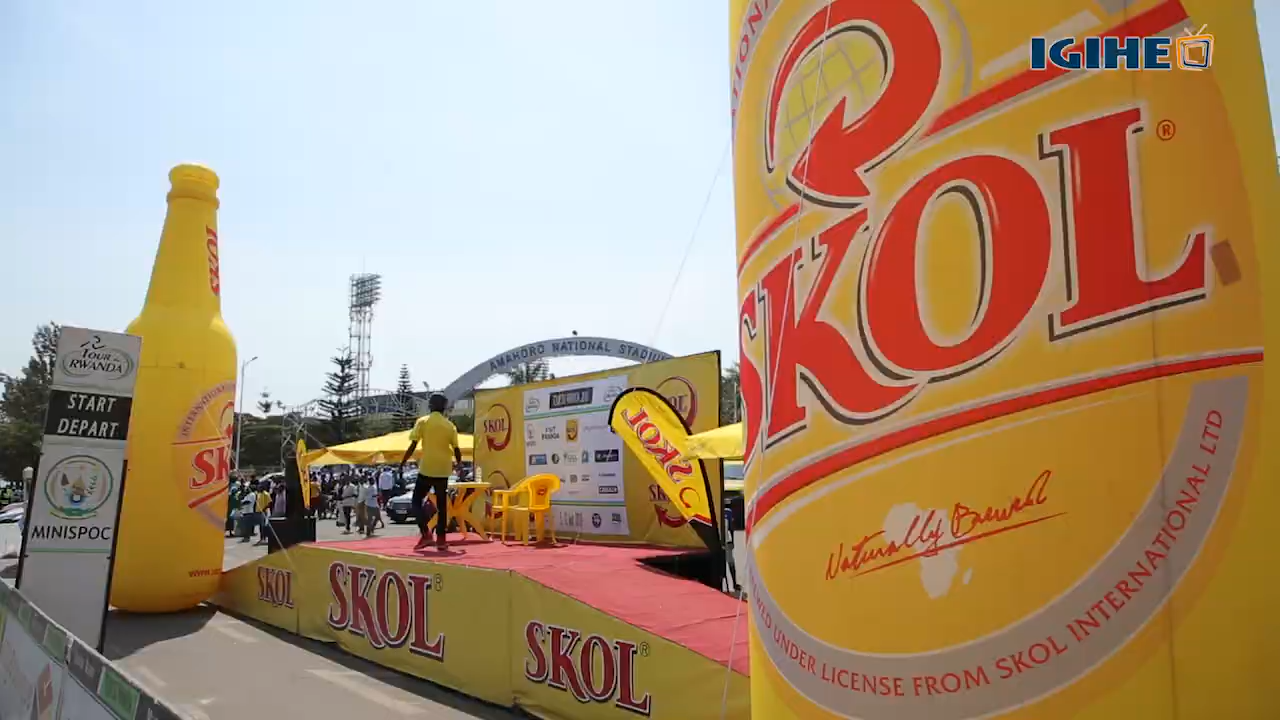 IGIHE
SKOL
®
SKOL
Naturally Brewed
UNDER LICENSE FROM SKOL INTERNATIONAL LTD
SKOL
Tour du
RWANDA
START
DEPART
MINISPOC
AMAHORO NATIONAL STADIUM
SKOL
SKOL
SKOL
SKOL®
SKOL®